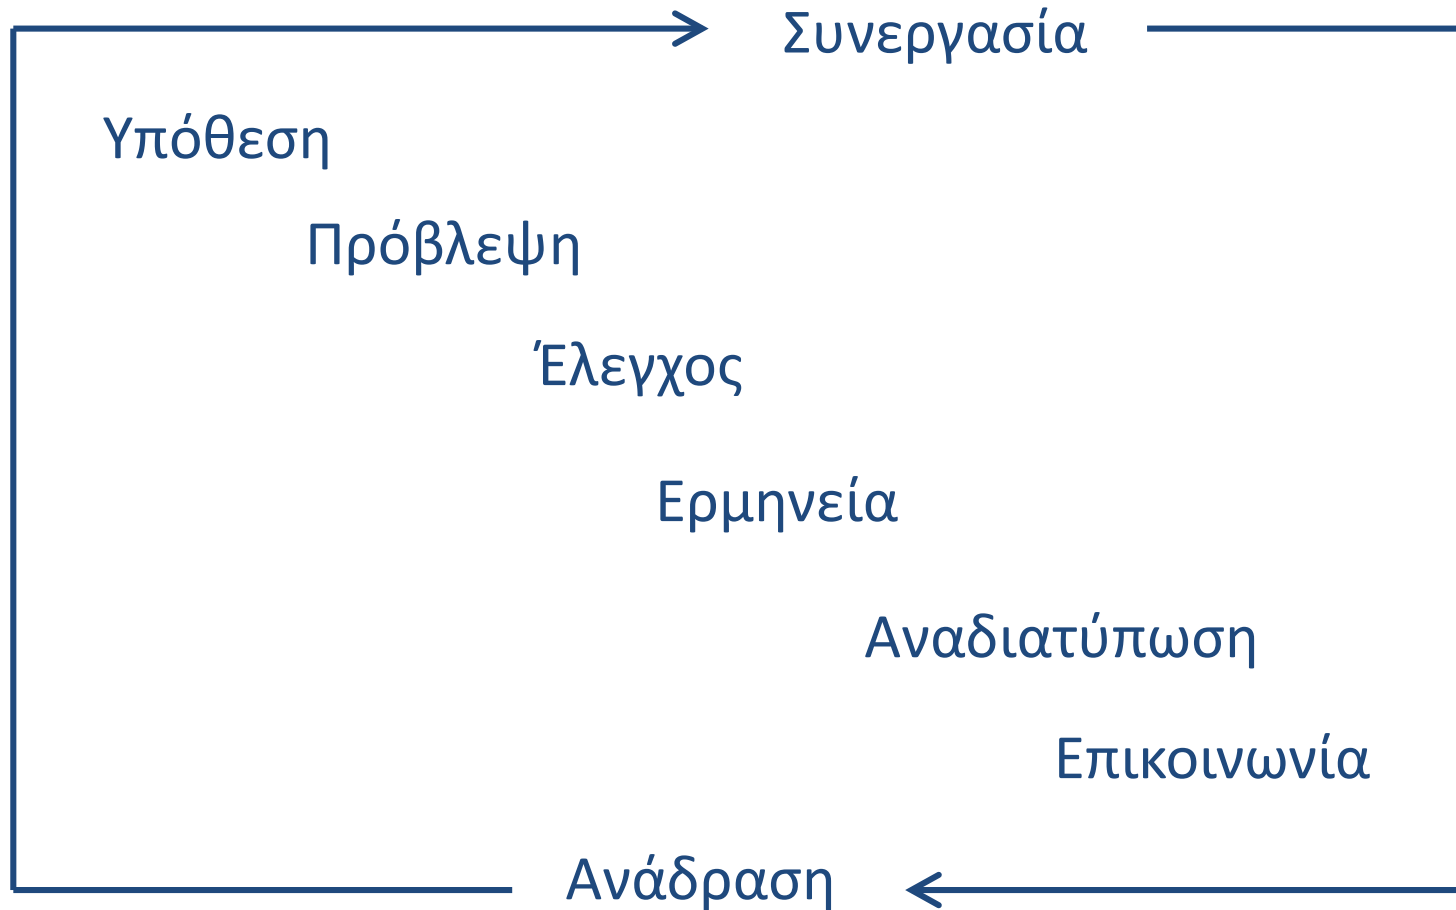 Συνεργασία
Υπόθεση
Πρόβλεψη
Έλεγχος
Ερμηνεία
Αναδιατύπωση
Επικοινωνία
Ανάδραση